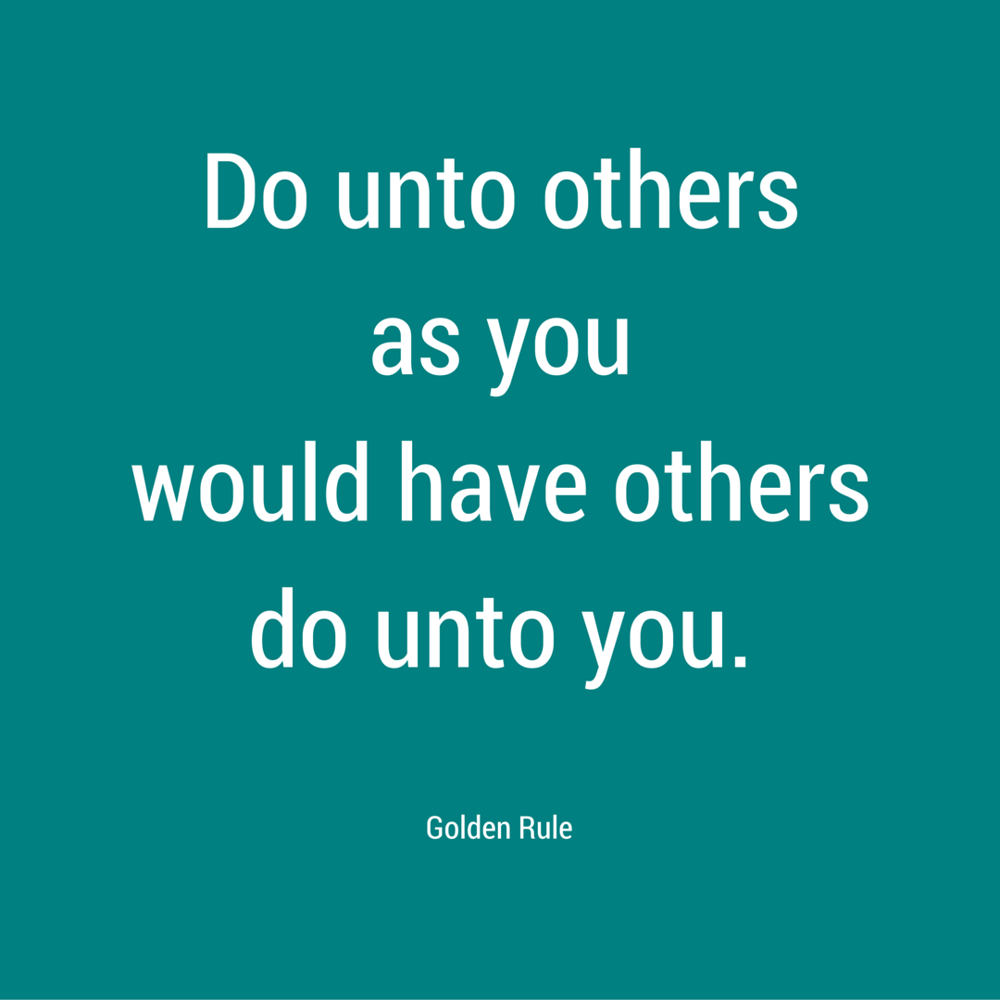 Do unto others
as you
would have others
do unto you.
Golden Rule